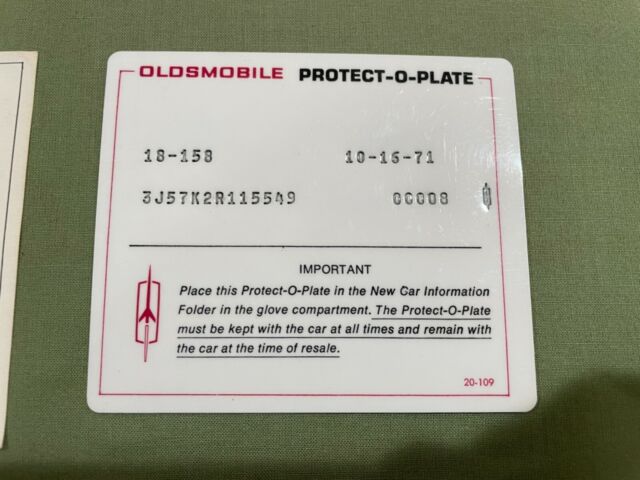 OLDSMOBILE PROTECT-O-PLATE
18-158 10-16-71
3J57K2R115549 00008
IMPORTANT
Place this Protect-O-Plate in the New Car Information
Folder in the glove compartment. The Protect-O-Plate
must be kept with the car at all times and remain with
the car at the time of resale.
20-109